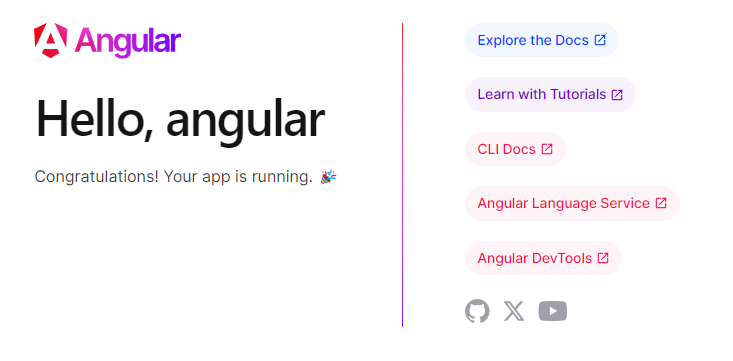 Angular
Hello, angular
Congratulations! Your app is running. 🎉
Explore the Docs
Learn with Tutorials
CLI Docs
Angular Language Service
Angular DevTools